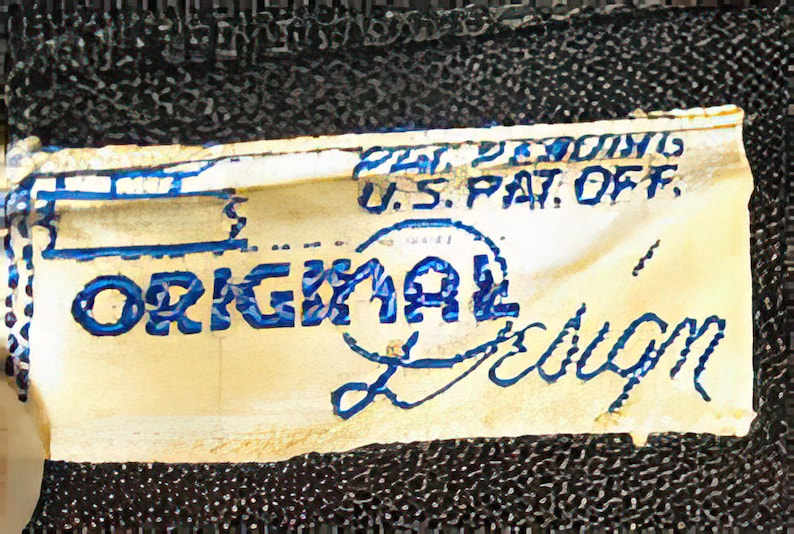 PAT. PENDING
U.S. PAT. OFF.
ORIGINAL
Design